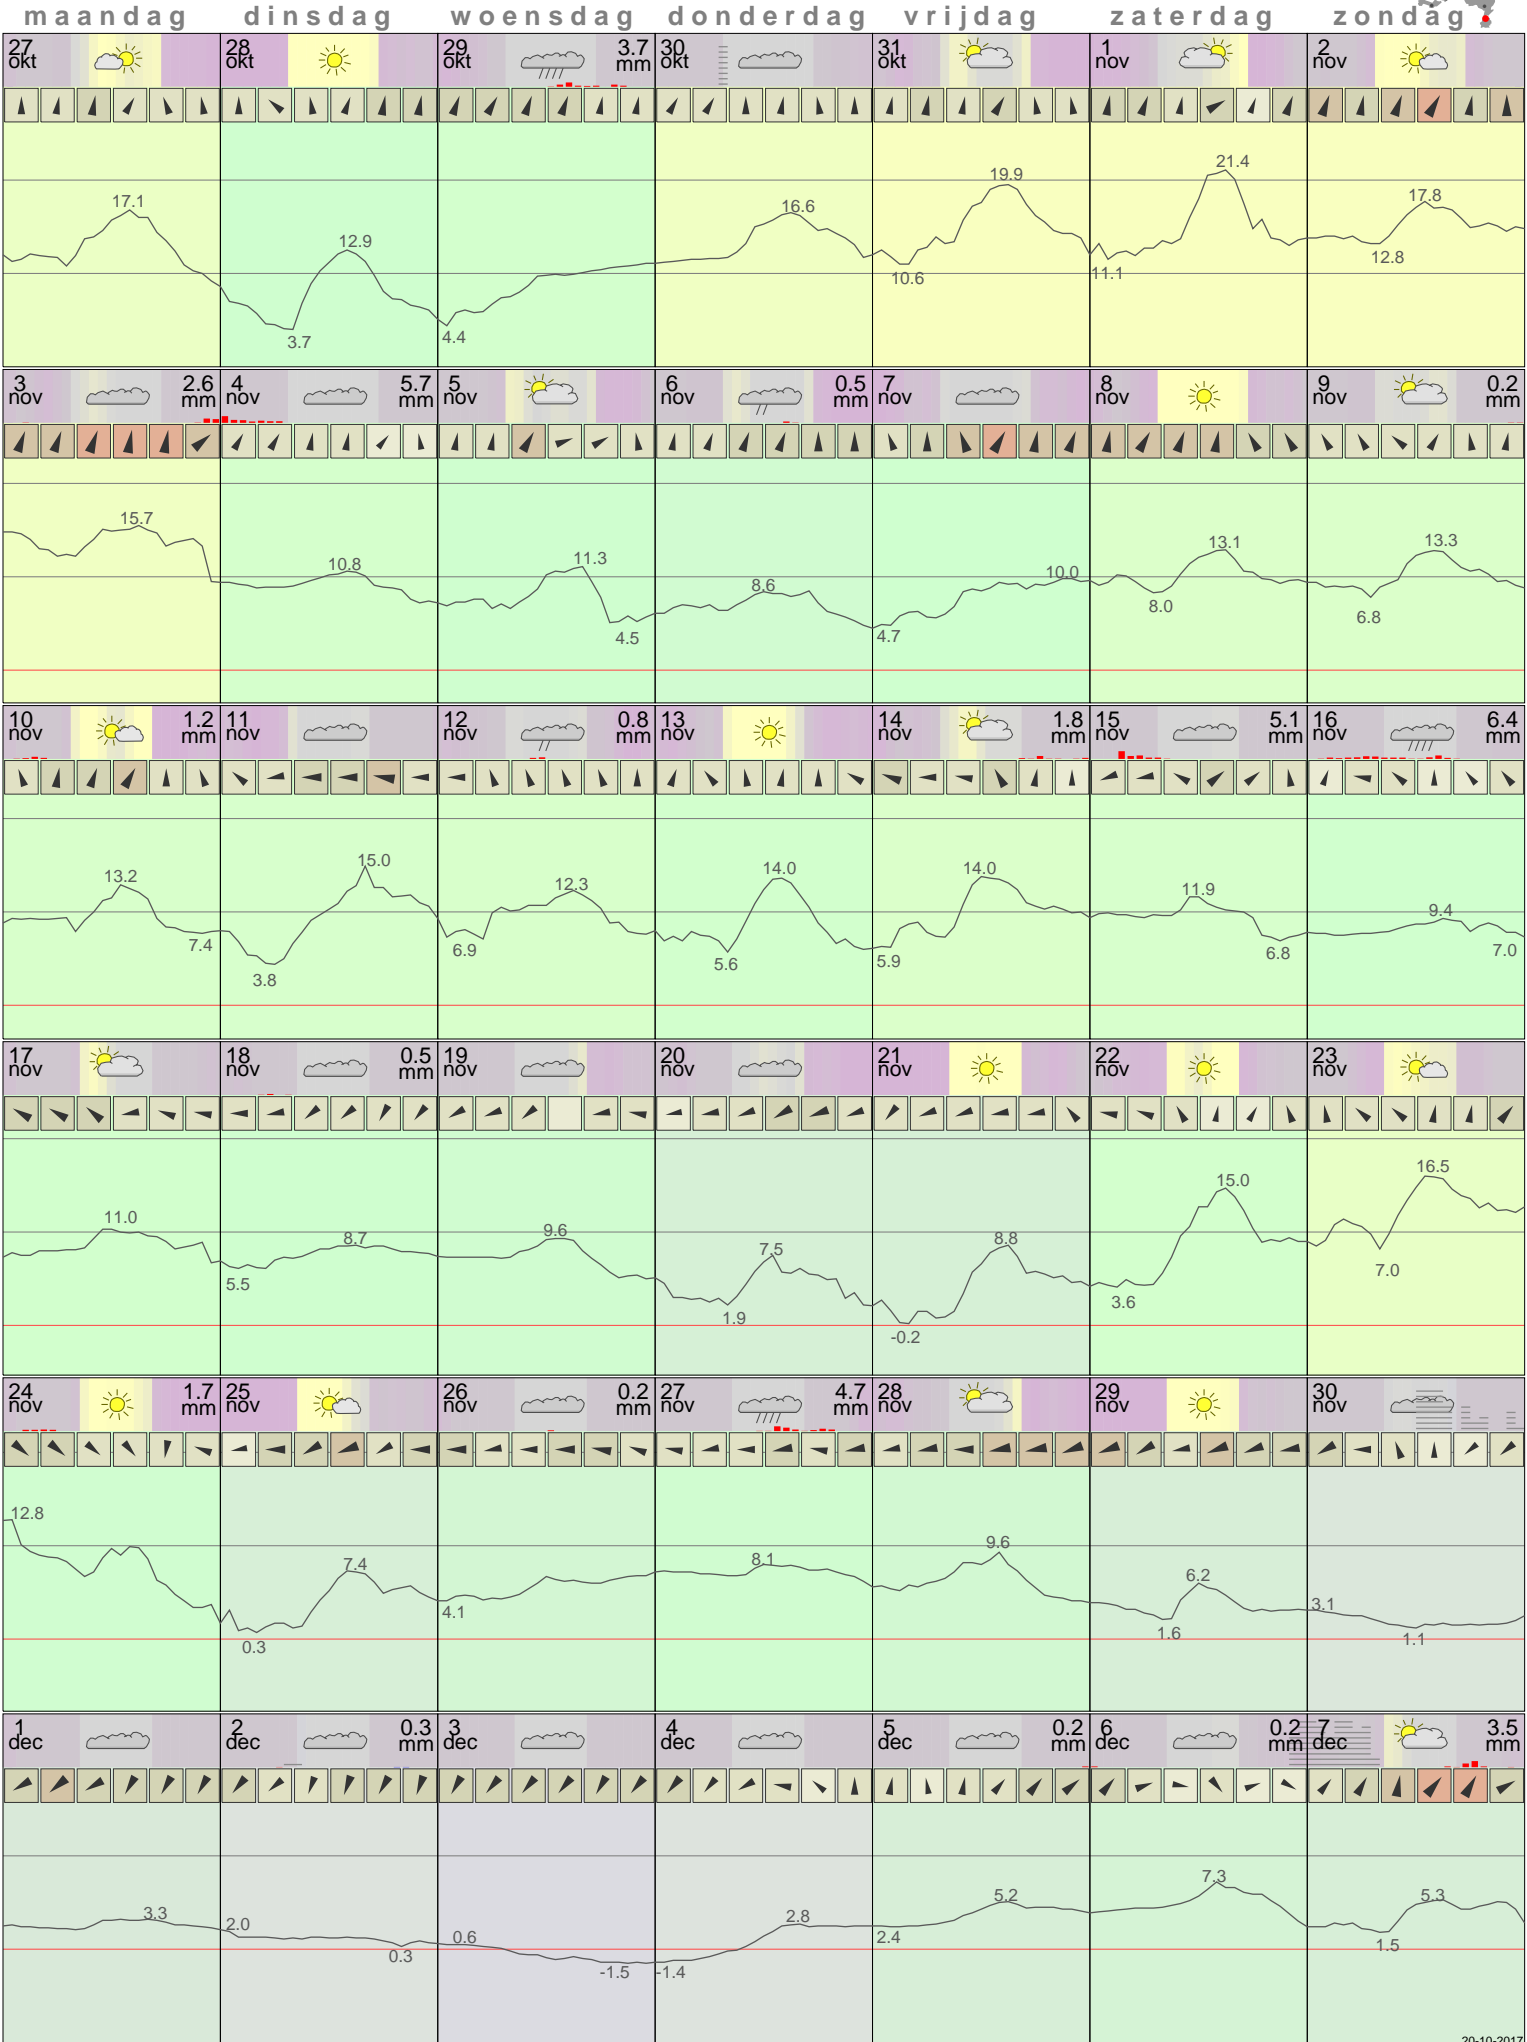 maandag dinsdag woensdag donderdag vrijdag zaterdag zondag
27 28 29 3.7 30 31 1 2
okt okt okt mm okt okt nov nov
17.1 12.9 16.6 19.9 21.4 17.8
3.7 4.4 10.6 11.1 12.8
3 2.6 4 5.7 5 6 0.5 7 8 9 0.2
nov mm nov mm nov nov mm nov nov nov mm
15.7 10.8 11.3 8.6 10.0 13.1 13.3
4.5 4.7 8.0 6.8
10 1.2 11 12 0.8 13 14 1.8 15 5.1 16 6.4
nov mm nov nov mm nov nov mm nov mm nov mm
13.2 15.0 12.3 14.0 14.0 11.9 9.4
7.4 3.8 6.9 5.6 5.9 6.8 7.0
17 18 0.5 19 20 21 22 23
nov nov mm nov nov nov nov nov
11.0 8.7 9.6 7.5 8.8 15.0 16.5
5.5 1.9 -0.2 3.6 7.0
24 1.7 25 26 0.2 27 4.7 28 29 30
nov mm nov nov mm nov mm nov nov nov
12.8 7.4 8.1 9.6 6.2 3.1
0.3 4.1 1.6 1.1
1 2 0.3 3 4 5 0.2 6 0.2 7 3.5
dec dec mm dec dec dec mm dec mm dec mm
3.3 2.0 0.6 2.8 5.2 7.3 5.3
0.3 -1.5 -1.4 2.4 1.5
20-10-2017